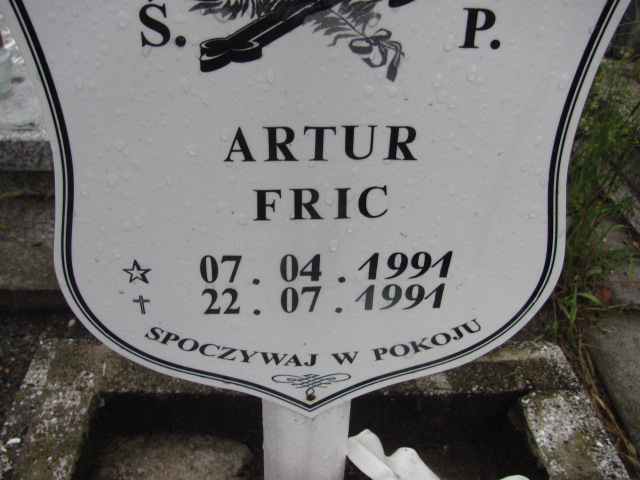 Ś. P.
ARTUR
FRIC
☆ 07. 04. 1991
† 22. 07. 1991
SPOCZYWAJ W POKOJU